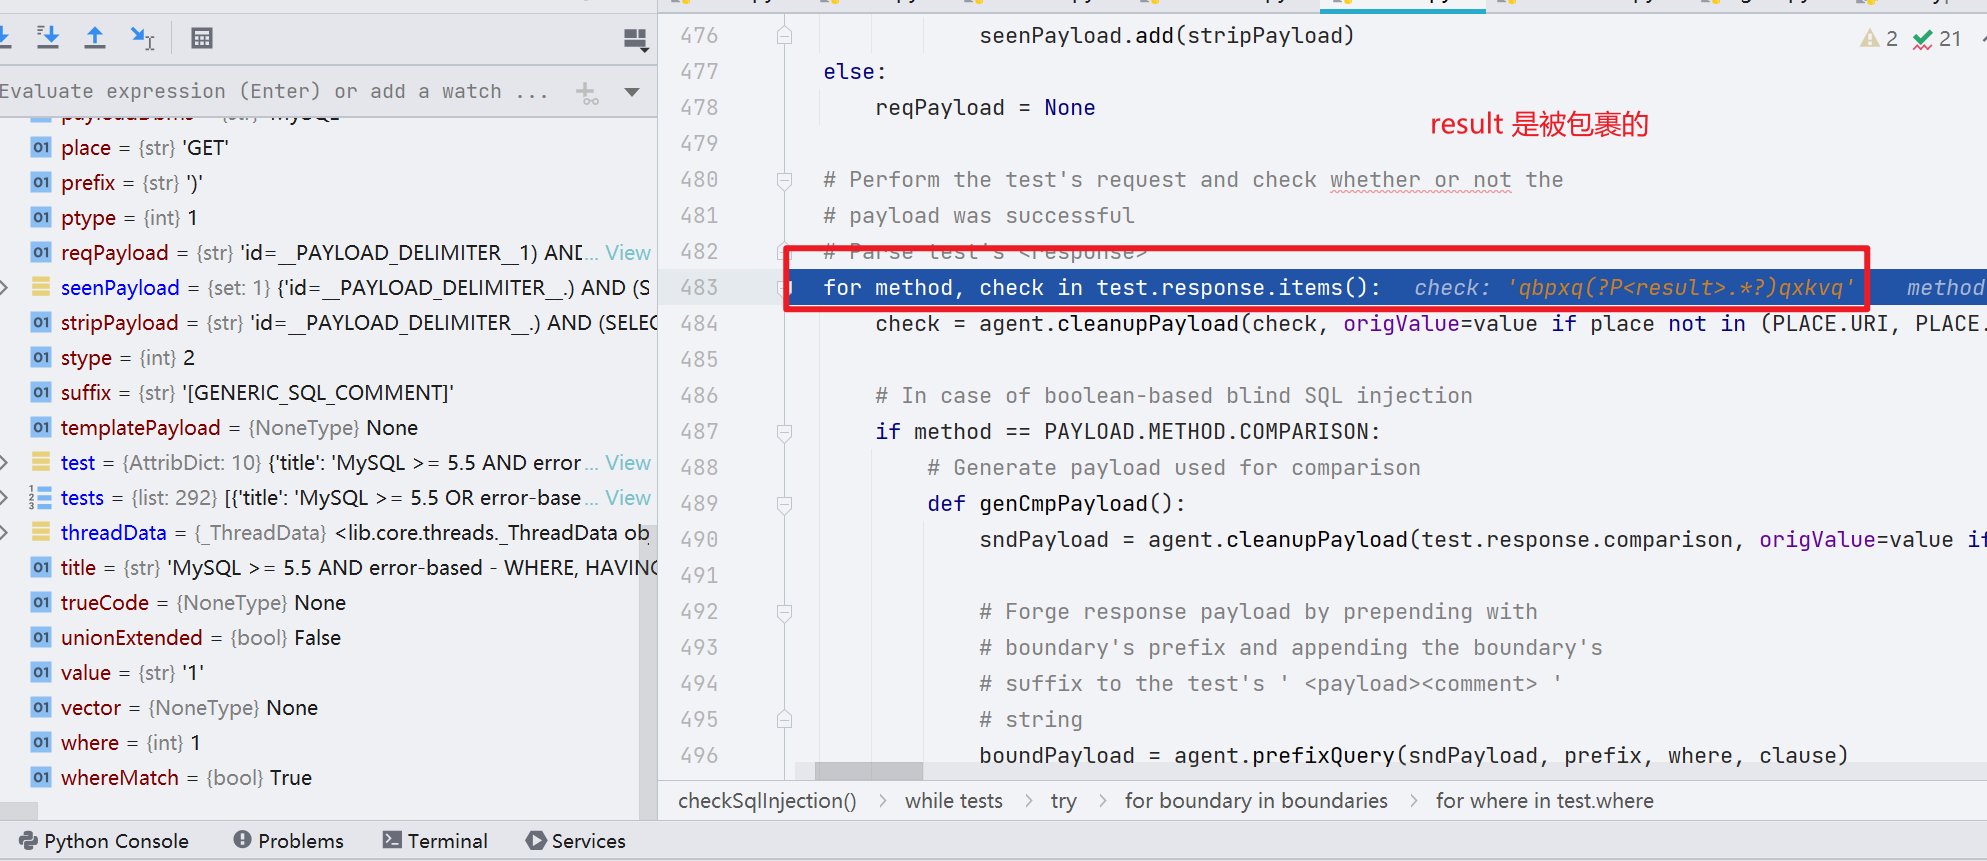 Evaluate expression (Enter) or add a watch ...
place = {str} 'GET'
prefix = {str} ')'
ptype = {int} 1
reqPayload = {str} 'id=__PAYLOAD_DELIMITER__1) AND... View
seenPayload = {set: 1} {'id=__PAYLOAD_DELIMITER__.) AND (S
stripPayload = {str} 'id=__PAYLOAD_DELIMITER__.) AND (SELEC
stype = {int} 2
suffix = {str} '[GENERIC_SQL_COMMENT]'
templatePayload = {NoneType} None
test = {AttribDict: 10} {'title': 'MySQL >= 5.5 AND error... View
tests = {list: 292} [{'title': 'MySQL >= 5.5 OR error-base... View
threadData = {_ThreadData} <lib.core.threads._ThreadData ob
title = {str} 'MySQL >= 5.5 AND error-based - WHERE, HAVING
trueCode = {NoneType} None
unionExtended = {bool} False
value = {str} '1'
vector = {NoneType} None
where = {int} 1
whereMatch = {bool} True
2 21
476 seenPayload.add(stripPayload)
477 else:
478 reqPayload = None
result 是被包裹的
479
480 # Perform the test's request and check whether or not the
481 # payload was successful
482 # Parse test's <response>
483 for method, check in test.response.items(): check: 'qbpxq(?P<result>.*?)qxkvq' method
484 check = agent.cleanupPayload(check, origValue=value if place not in (PLACE.URI, PLACE.
485
486 # In case of boolean-based blind SQL injection
487 if method == PAYLOAD.METHOD.COMPARISON:
488 # Generate payload used for comparison
489 def genCmpPayload():
490 sndPayload = agent.cleanupPayload(test.response.comparison, origValue=value if
491
492 # Forge response payload by prepending with
493 # boundary's prefix and appending the boundary's
494 # suffix to the test's ' <payload><comment> '
495 # string
496 boundPayload = agent.prefixQuery(sndPayload, prefix, where, clause)
checkSqlInjection() > while tests > try > for boundary in boundaries > for where in test.where
Python Console Problems Terminal Services